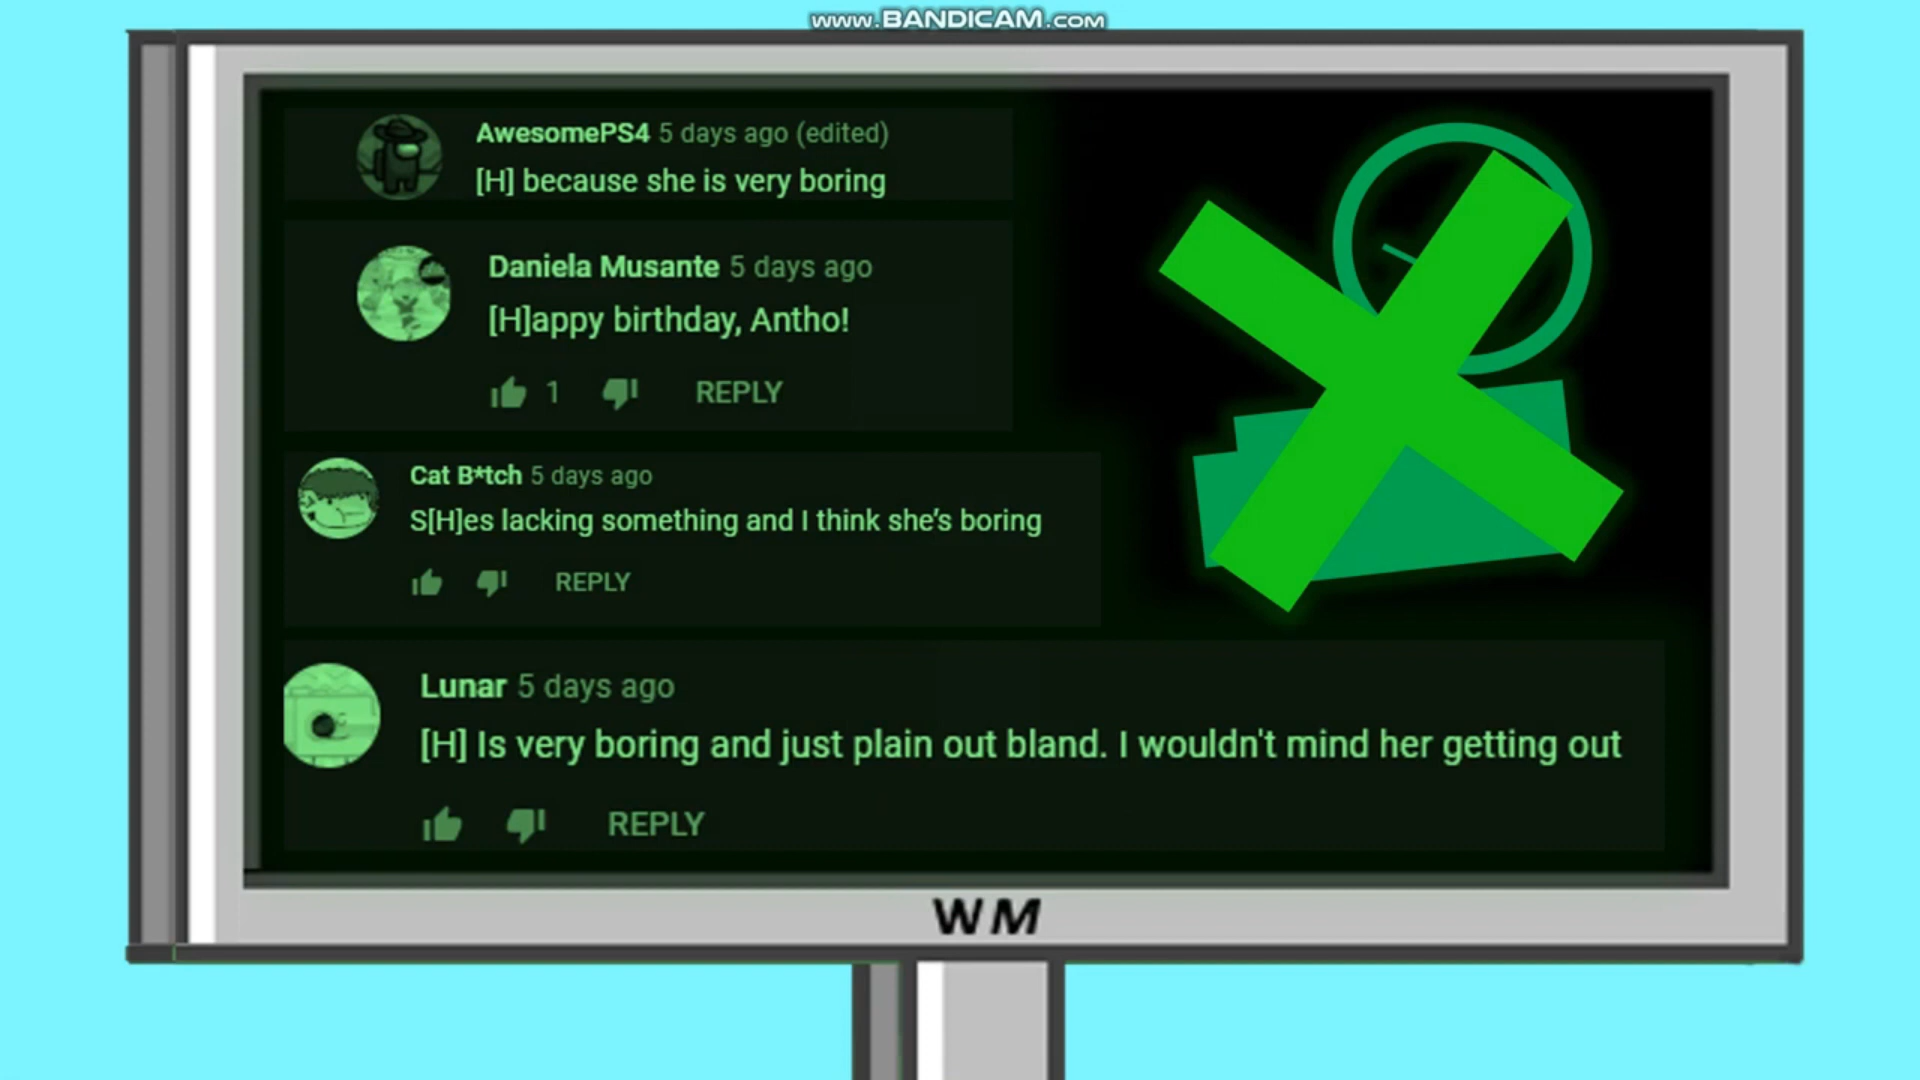 www.BANDICAM.com
AwesomePS4 5 days ago (edited)
[H] because she is very boring
Daniela Musante 5 days ago
[H]appy birthday, Antho!
1 REPLY
Cat B*tch 5 days ago
S[H]es lacking something and I think she’s boring
REPLY
Lunar 5 days ago
[H] Is very boring and just plain out bland. I wouldn't mind her getting out
REPLY
WM